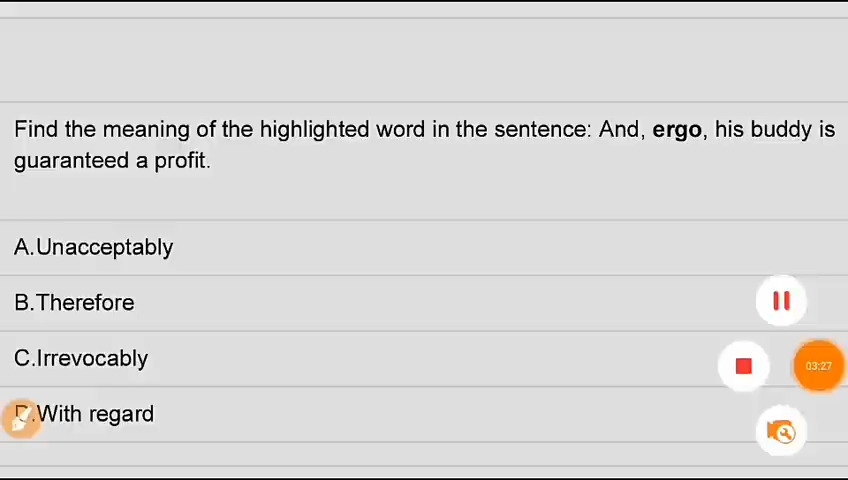 Find the meaning of the highlighted word in the sentence: And, ergo, his buddy is
guaranteed a profit.
A.Unacceptably
B.Therefore
C.Irrevocably
D.With regard
03:27